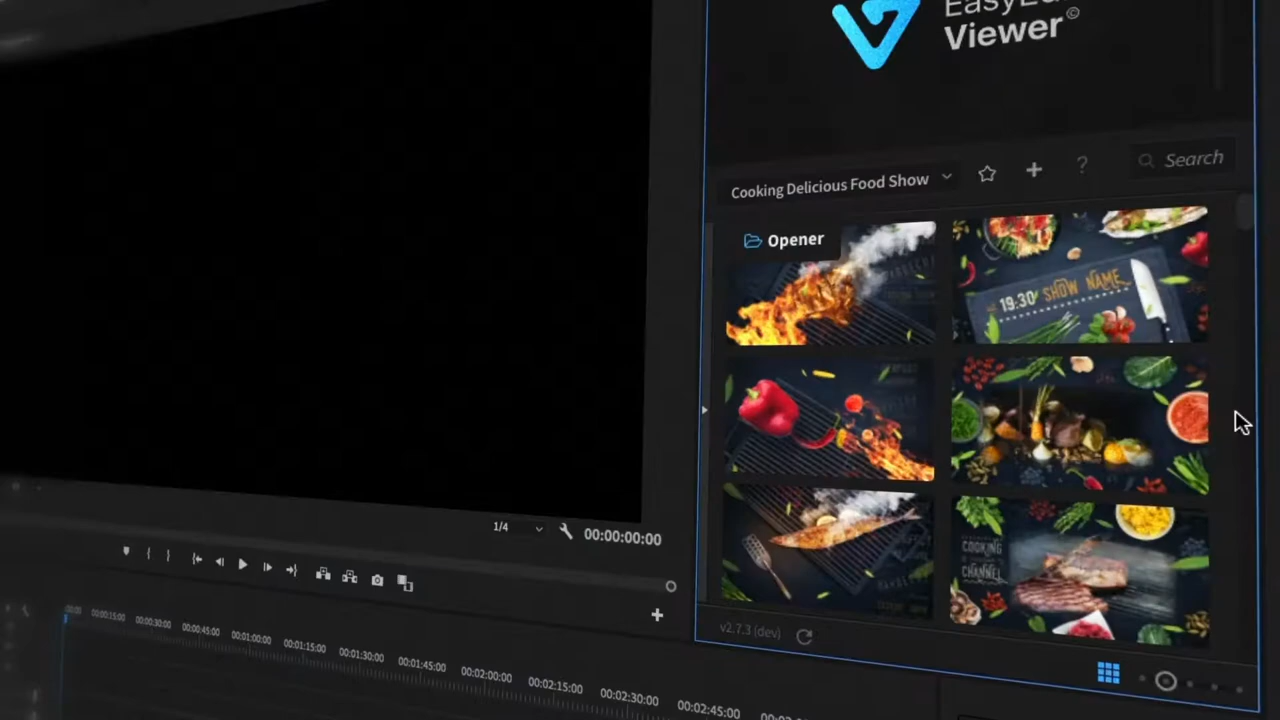 Viewer©
Cooking Delicious Food Show
?
Search
Opener
19:30 SHOW NAME
COOKING
CHANNEL
1/4
00:00:00:00
v2.7.3 (dev)
00:00
00:00:15:00
00:00:30:00
00:00:45:00
00:01:00:00
00:01:15:00
00:01:30:00
00:01:45:00
00:02:00:00
00:02:15:00
00:02:30:00
00:02:45:00